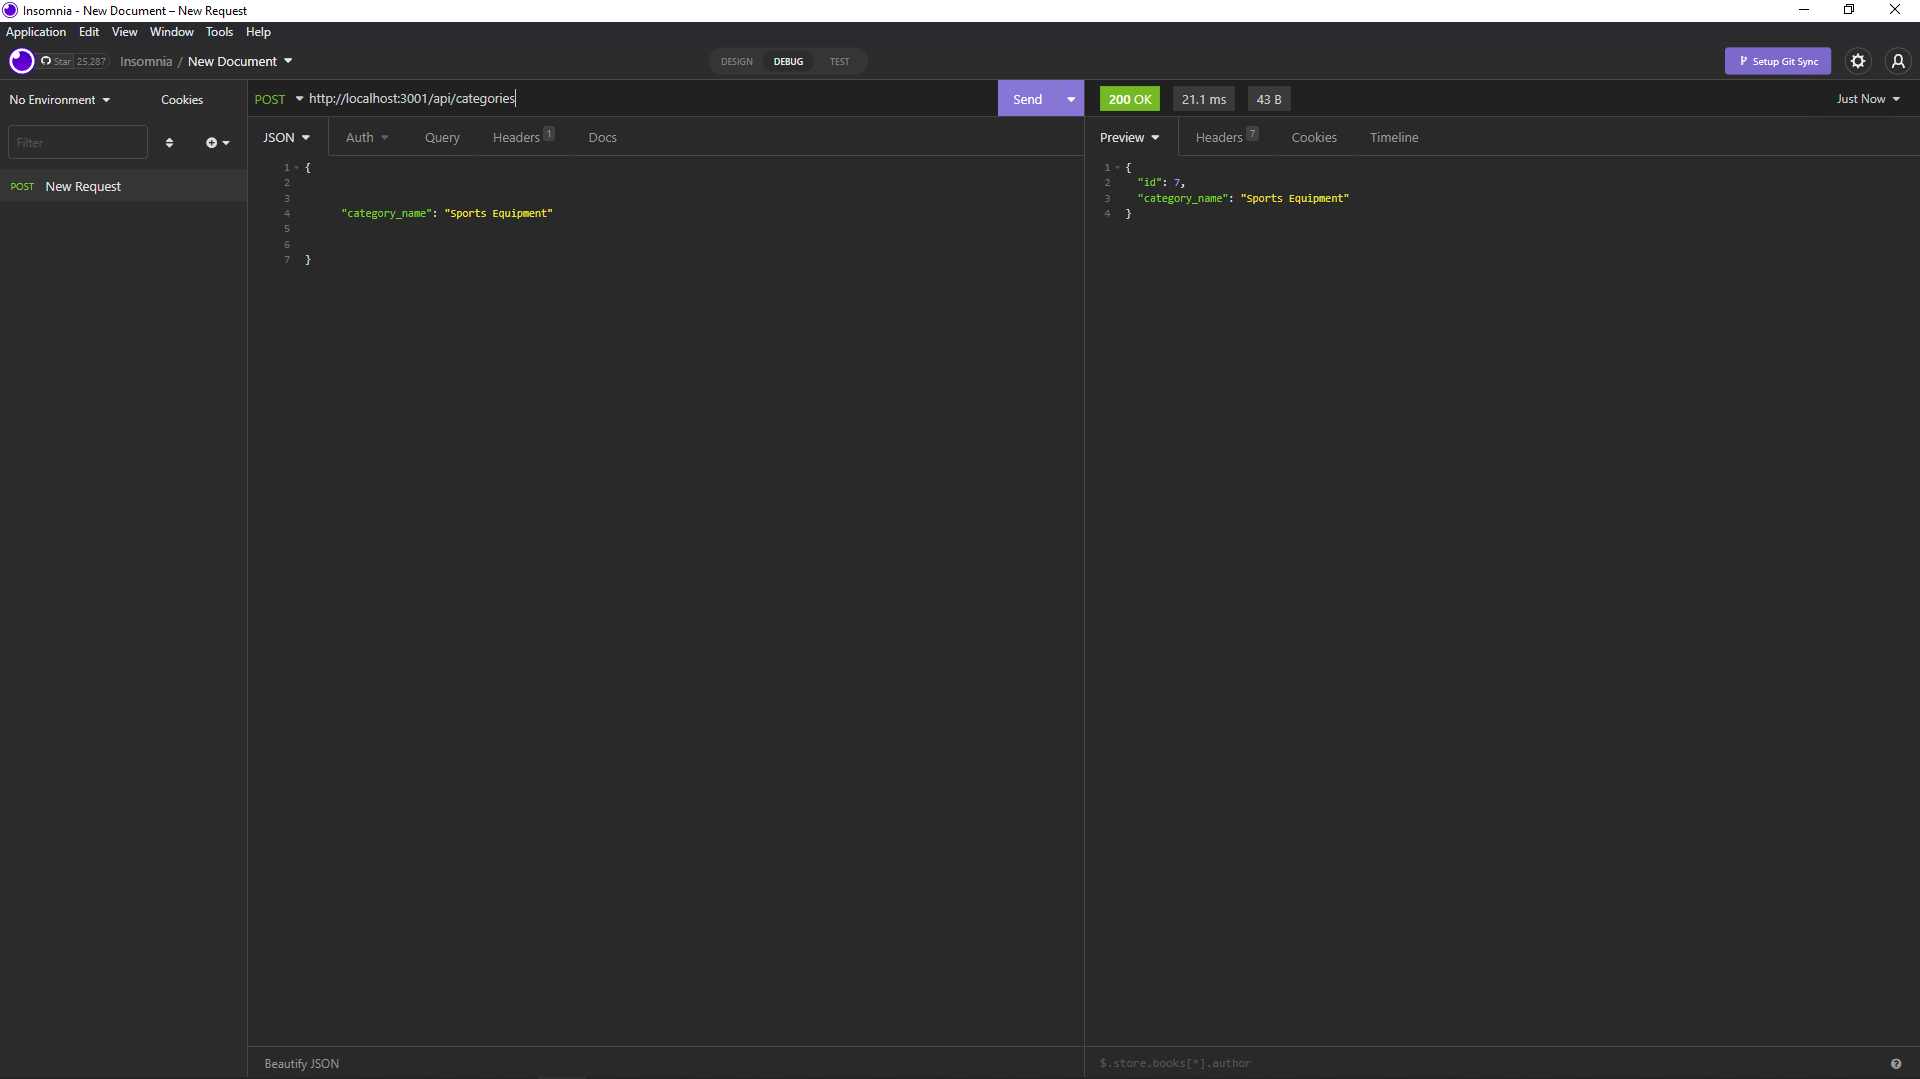 Insomnia - New Document – New Request
Application Edit View Window Tools Help
Star 25,287 Insomnia / New Document DESIGN DEBUG TEST Setup Git Sync
No Environment Cookies POST http://localhost:3001/api/categories Send 200 OK 21.1 ms 43 B Just Now
Filter
JSON Auth Query Headers 1 Docs
Preview Headers 7 Cookies Timeline
POST New Request
1 {
2
3
4 "category_name": "Sports Equipment"
5
6
7 }
1 {
2 "id": 7,
3 "category_name": "Sports Equipment"
4 }
Beautify JSON
$.store.books[*].author